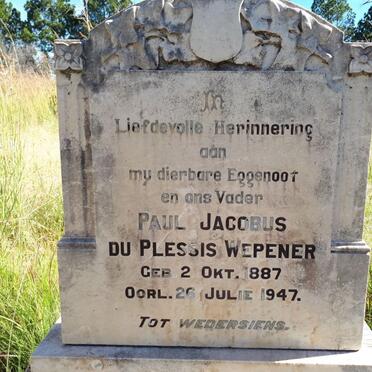 In
Liefdevolle Herinnering
aan
my dierbare Eggenoot
en ons Vader
PAUL JACOBUS
DU PLESSIS WEPENER
GEB 2 OKT. 1887
OORL. 26 JULIE 1947.
TOT WEDERSIENS.